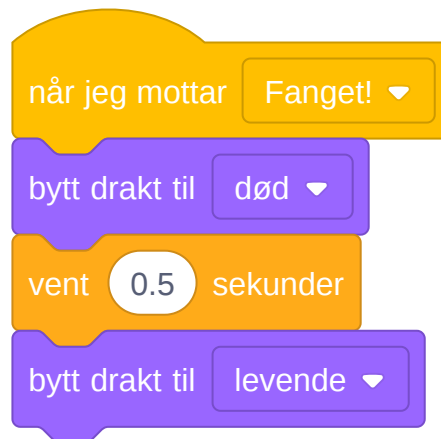 når jeg mottar Fanget!
bytt drakt til død
vent 0.5 sekunder
bytt drakt til levende